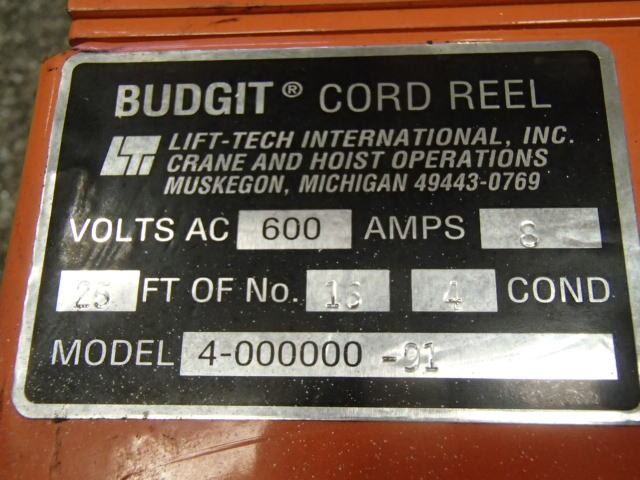 BUDGIT® CORD REEL
LIFT-TECH INTERNATIONAL, INC.
CRANE AND HOIST OPERATIONS
MUSKEGON, MICHIGAN 49443-0769
VOLTS AC 600 AMPS 8
25 FT OF No. 16 4 COND
MODEL 4-000000 -91